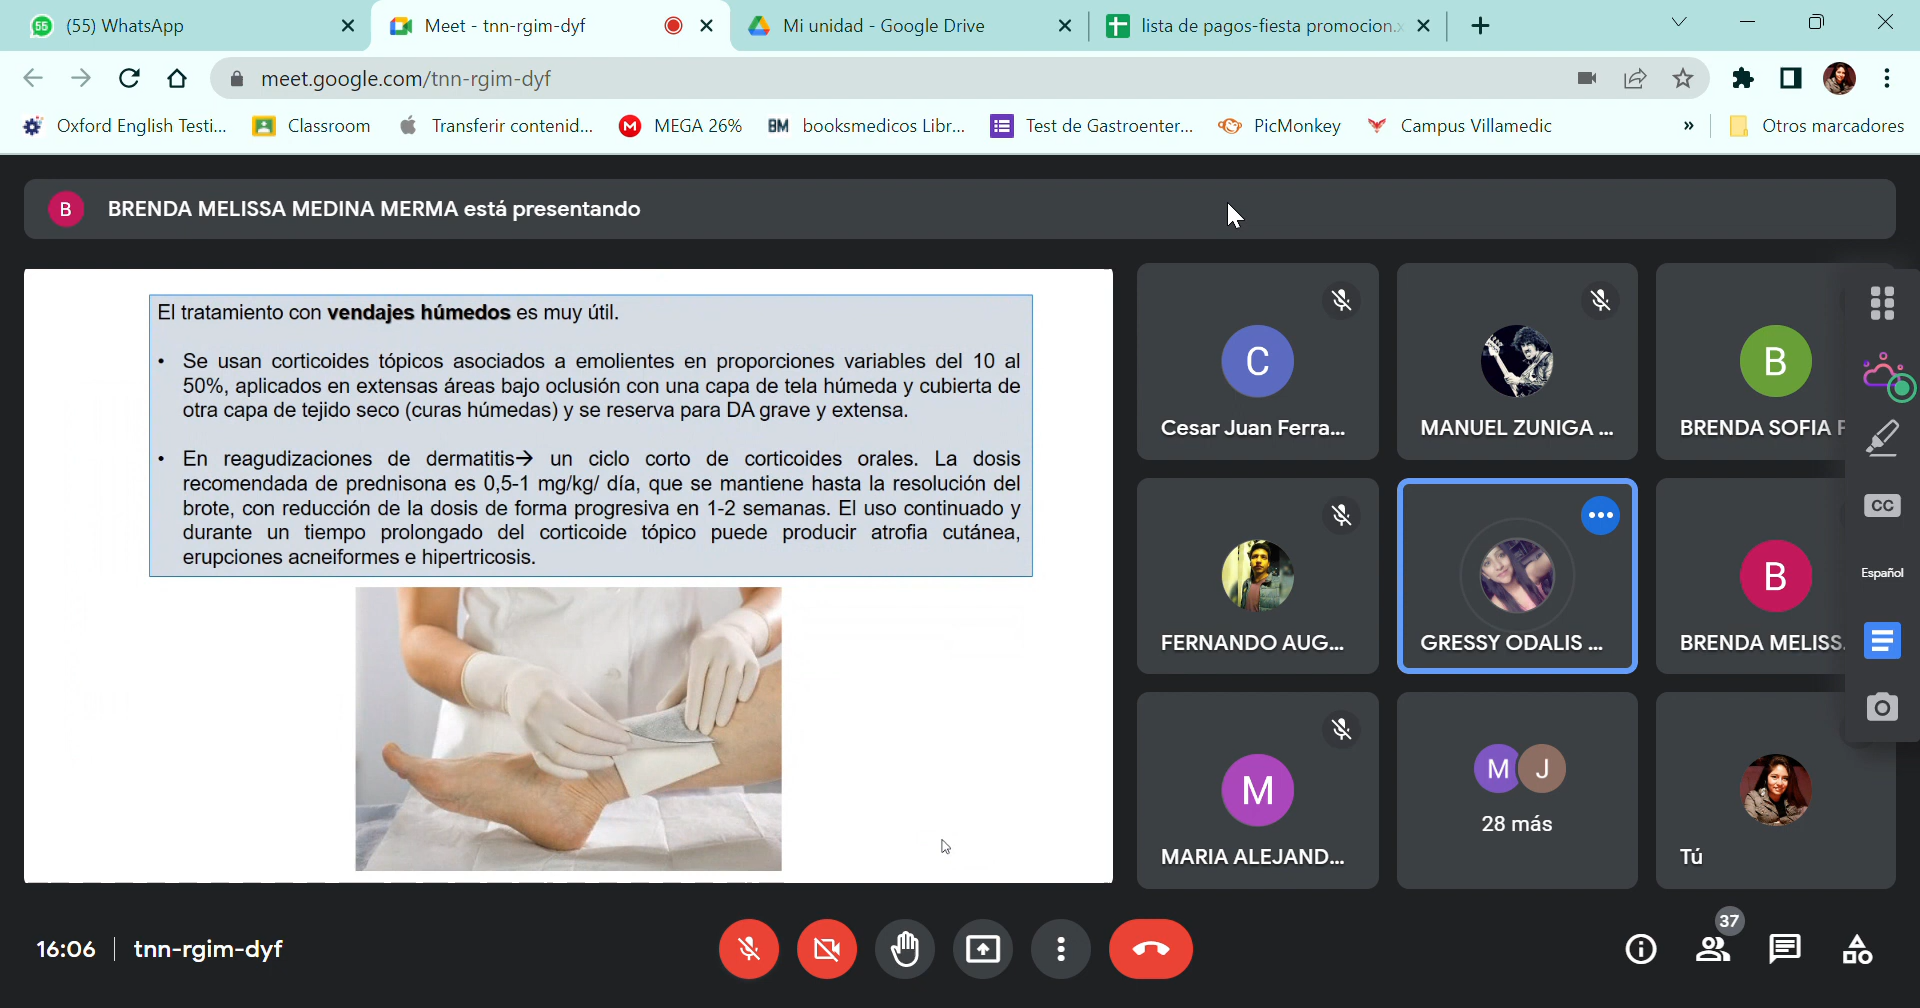 (55) WhatsApp
Meet - tnn-rgim-dyf
Mi unidad - Google Drive
lista de pagos-fiesta promocion.x
meet.google.com/tnn-rgim-dyf
Oxford English Testi...
Classroom
Transferir contenid...
MEGA 26%
BM booksmedicos Libr...
Test de Gastroenter...
PicMonkey
Campus Villamedic
»
Otros marcadores
B BRENDA MELISSA MEDINA MERMA está presentando
El tratamiento con vendajes húmedos es muy útil.
• Se usan corticoides tópicos asociados a emolientes en proporciones variables del 10 al
50%, aplicados en extensas áreas bajo oclusión con una capa de tela húmeda y cubierta de
otra capa de tejido seco (curas húmedas) y se reserva para DA grave y extensa.
• En reagudizaciones de dermatitis→ un ciclo corto de corticoides orales. La dosis
recomendada de prednisona es 0,5-1 mg/kg/ día, que se mantiene hasta la resolución del
brote, con reducción de la dosis de forma progresiva en 1-2 semanas. El uso continuado y
durante un tiempo prolongado del corticoide tópico puede producir atrofia cutánea,
erupciones acneiformes e hipertricosis.
C
Cesar Juan Ferra...
MANUEL ZUNIGA ...
B
BRENDA SOFIA F
FERNANDO AUG...
GRESSY ODALIS ...
B
BRENDA MELISS.
M
MARIA ALEJAND...
M J
28 más
Tú
CC
Español
16:06 | tnn-rgim-dyf
37